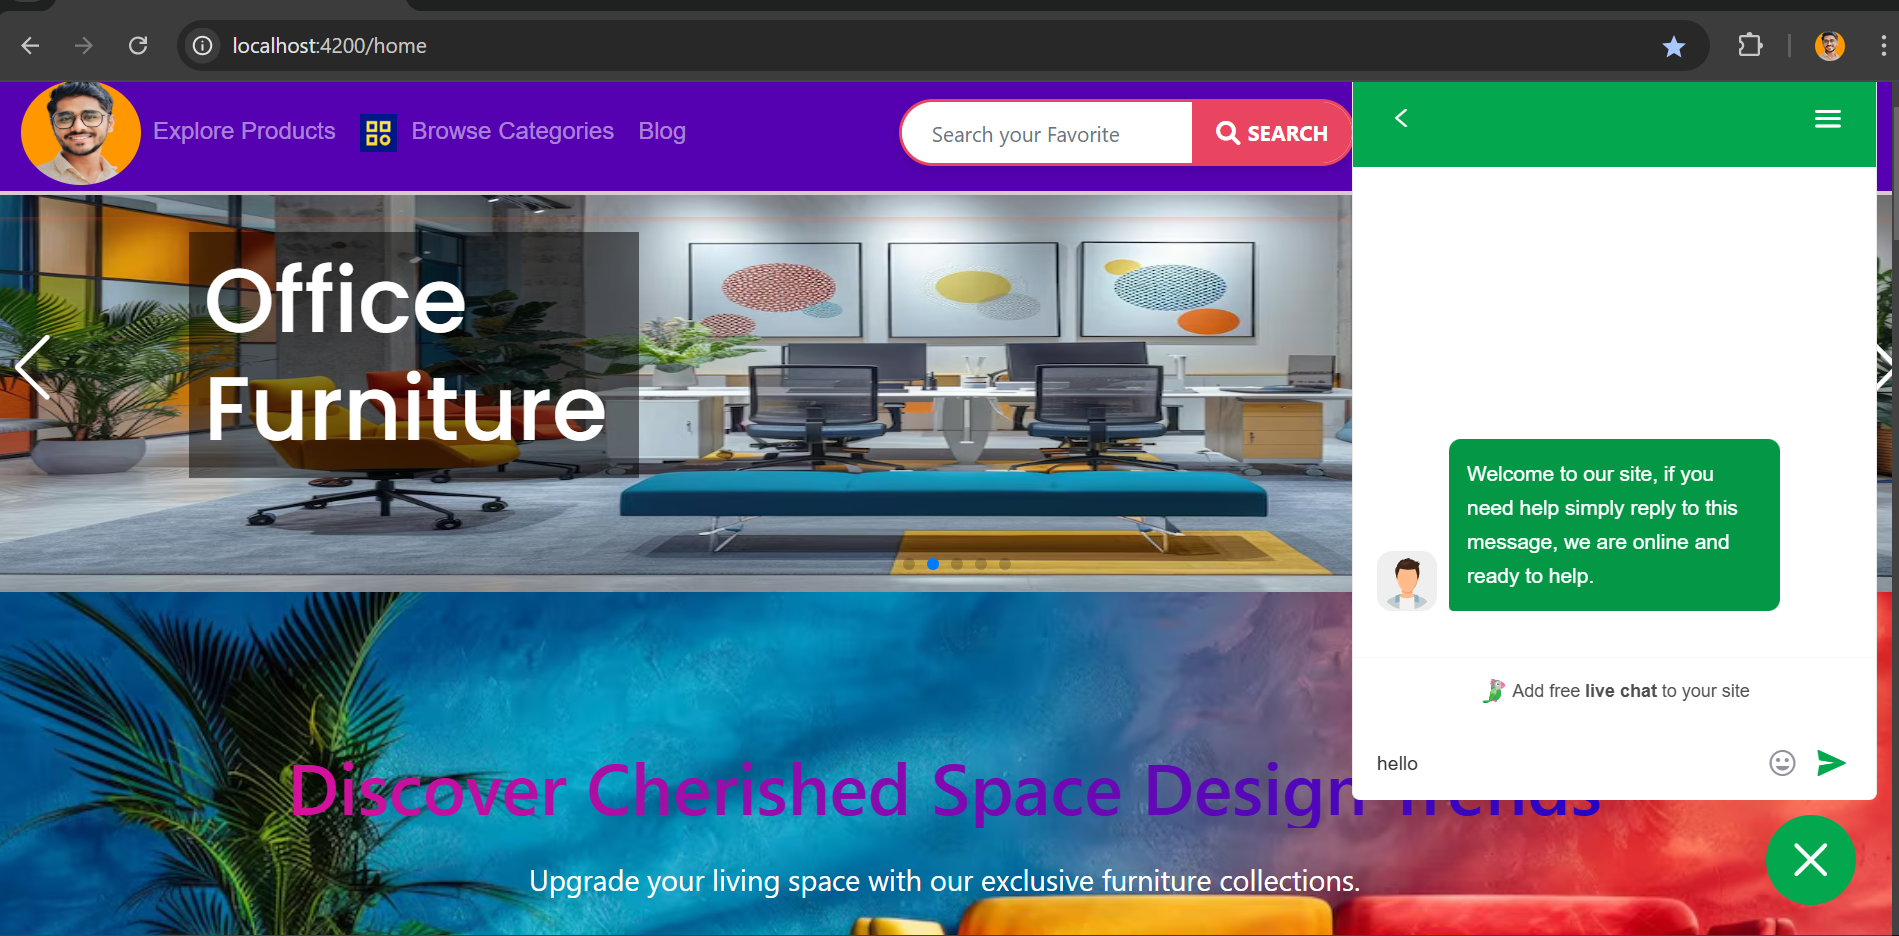 localhost:4200/home
Explore Products
Browse Categories
Blog
Search your Favorite
SEARCH
Office
Furniture
Welcome to our site, if you
need help simply reply to this
message, we are online and
ready to help.
Add free live chat to your site
hello
Discover Cherished Space Design Trends
Upgrade your living space with our exclusive furniture collections.